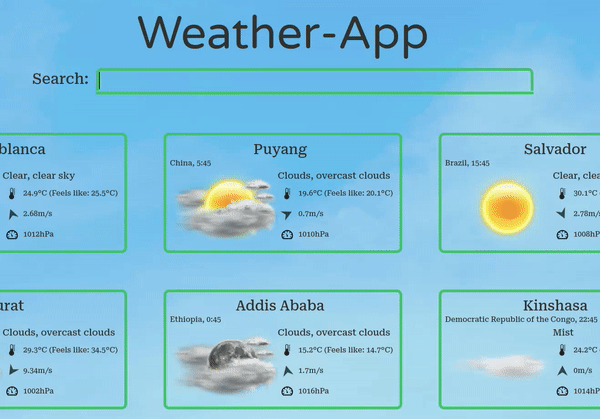 Weather-App
Search:
blanca
Clear, clear sky
24.9°C (Feels like: 25.5°C)
2.68m/s
1012hPa
Puyang
China, 5:45
Clouds, overcast clouds
19.6°C (Feels like: 20.1°C)
0.7m/s
1010hPa
Salvador
Brazil, 15:45
Clear, clea
30.1°C
2.78m/
1008hP
urat
Clouds, overcast clouds
29.3°C (Feels like: 34.5°C)
9.34m/s
1002hPa
Addis Ababa
Ethiopia, 0:45
Clouds, overcast clouds
15.2°C (Feels like: 14.7°C)
1.7m/s
1016hPa
Kinshasa
Democratic Republic of the Congo, 22:45
Mist
24.2°C
0m/s
1014hP